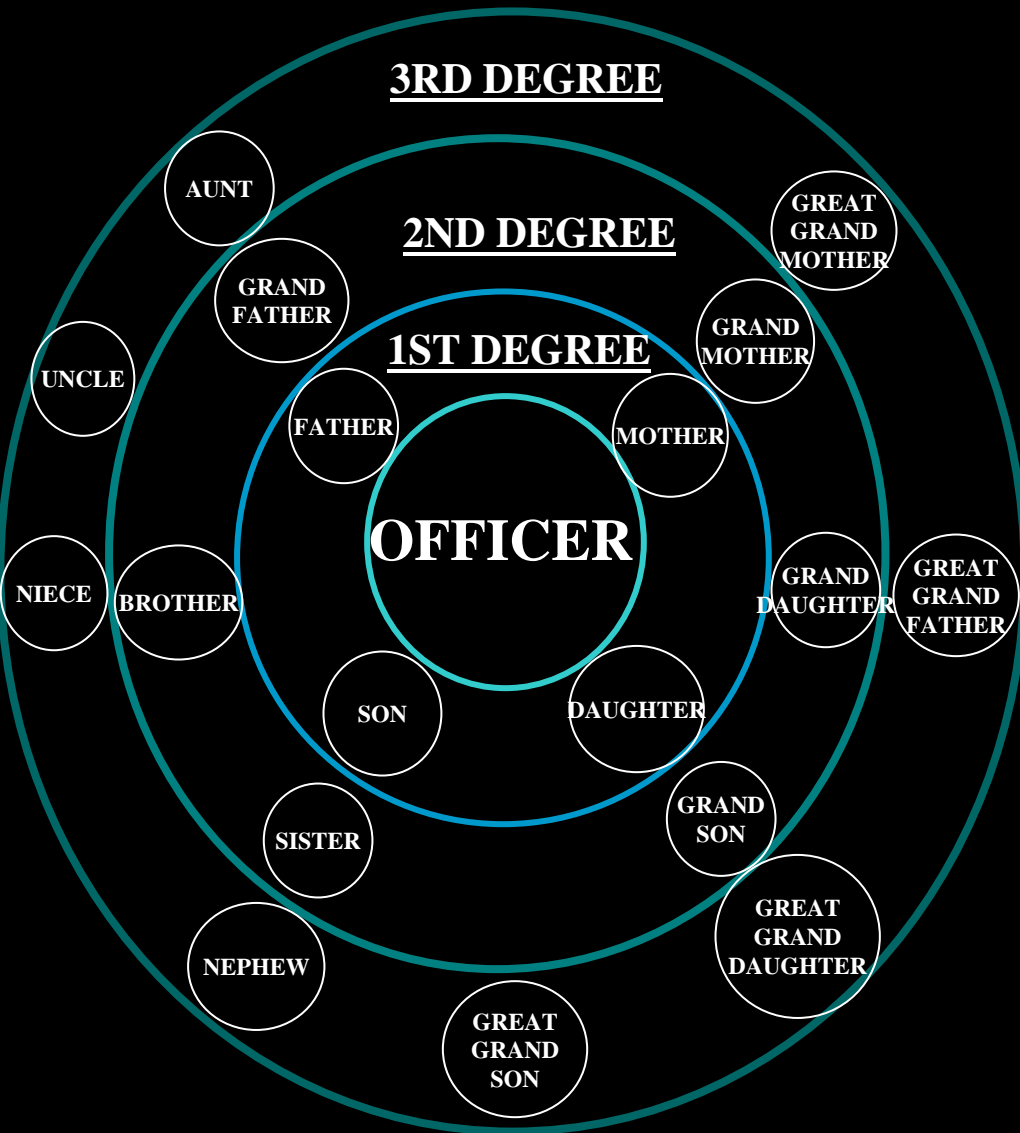 3RD DEGREE
AUNT
GREAT
GRAND
MOTHER
2ND DEGREE
GRAND
FATHER
GRAND
MOTHER
1ST DEGREE
UNCLE
FATHER
MOTHER
OFFICER
NIECE
BROTHER
GRAND
DAUGHTER
GREAT
GRAND
FATHER
SON
DAUGHTER
GRAND
SON
SISTER
GREAT
GRAND
DAUGHTER
NEPHEW
GREAT
GRAND
SON